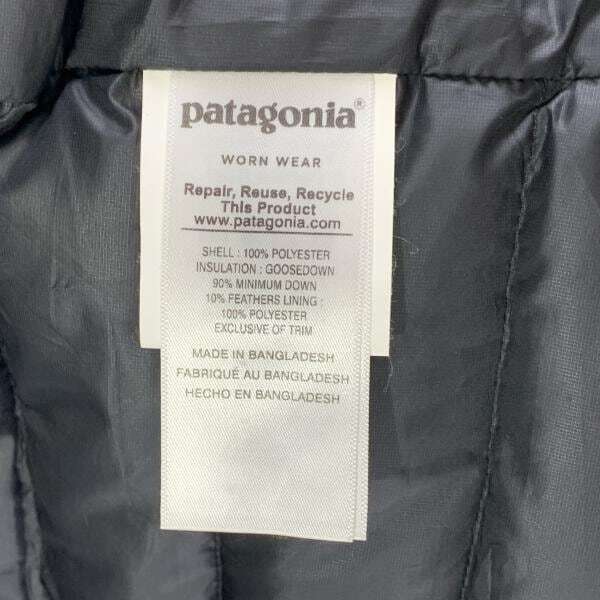 patagonia®
WORN WEAR
Repair, Reuse, Recycle
This Product
www.patagonia.com
SHELL : 100% POLYESTER
INSULATION : GOOSEDOWN
90% MINIMUM DOWN
10% FEATHERS LINING :
100% POLYESTER
EXCLUSIVE OF TRIM
MADE IN BANGLADESH
FABRIQUÉ AU BANGLADESH
HECHO EN BANGLADESH